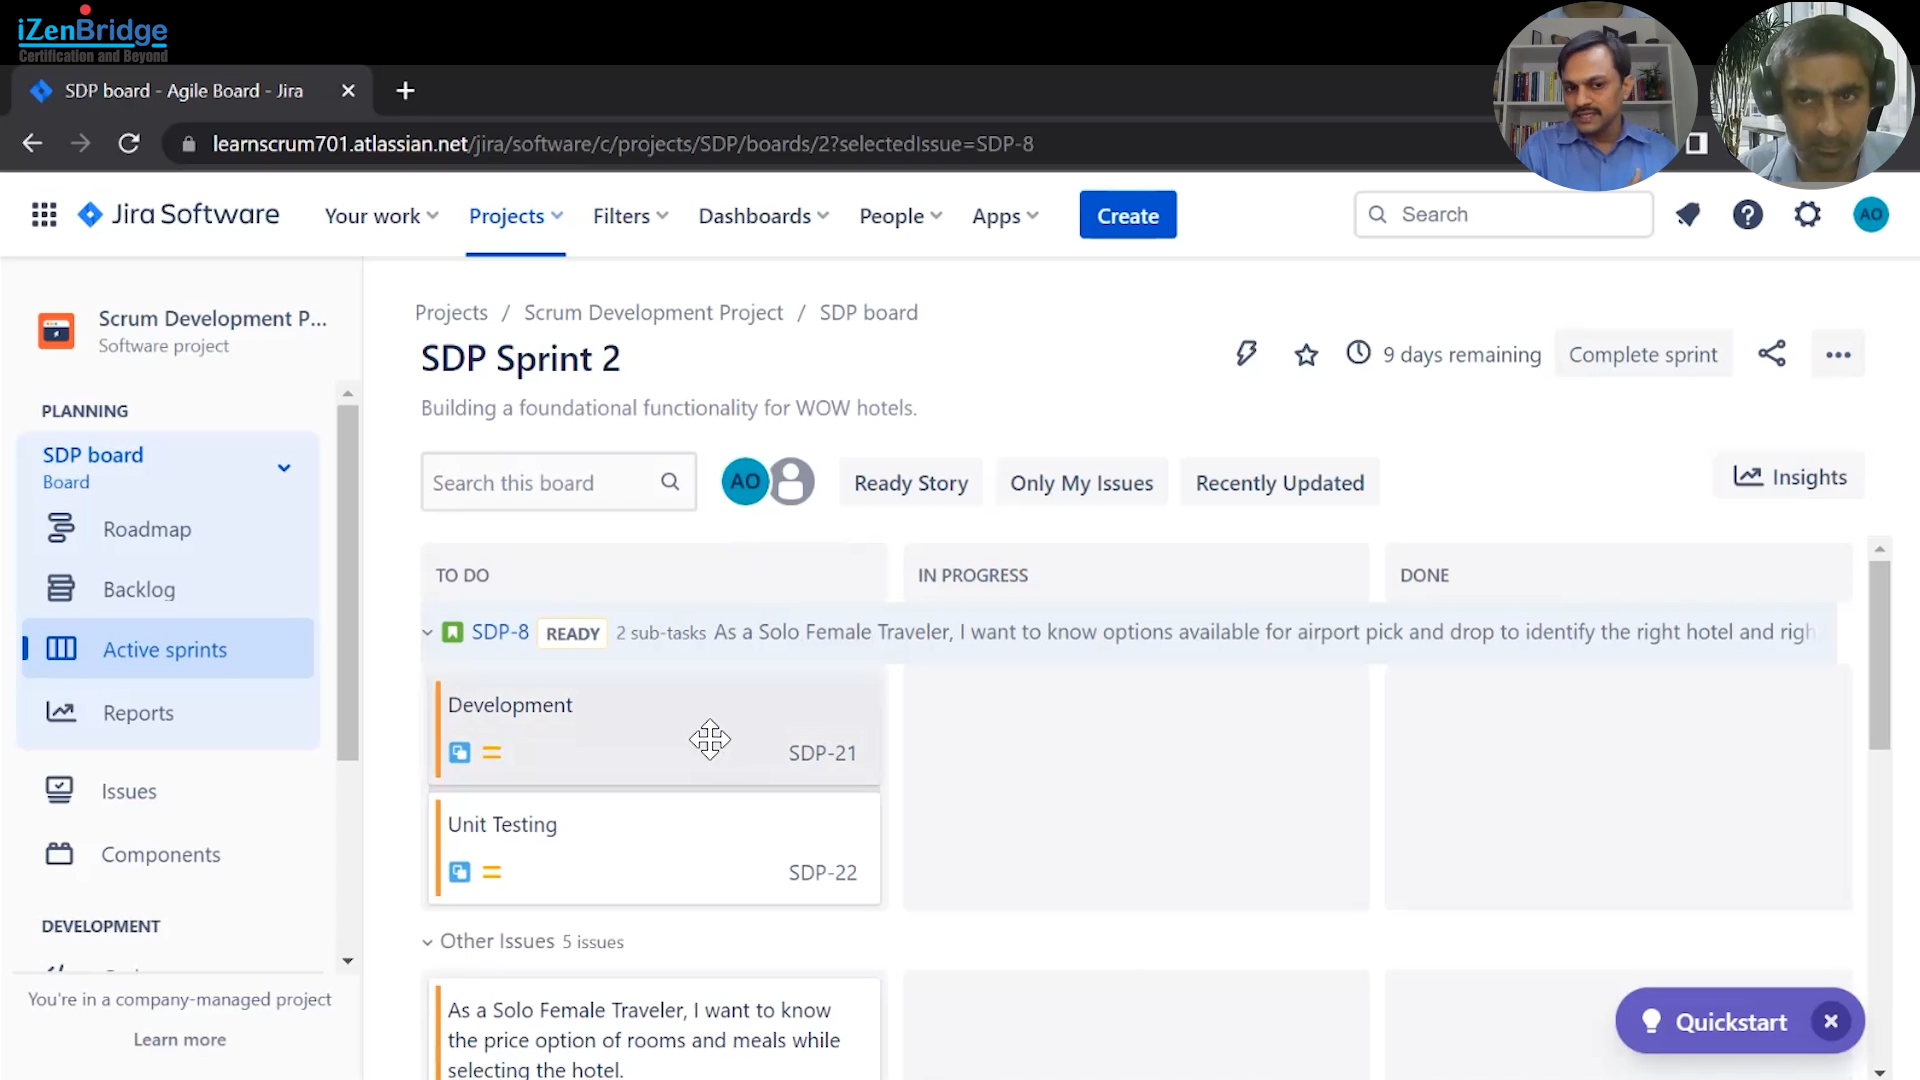 iZenBridge
Certification and Beyond
SDP board - Agile Board - Jira
learnscrum701.atlassian.net/jira/software/c/projects/SDP/boards/2?selectedIssue=SDP-8
Jira Software
Your work
Projects
Filters
Dashboards
People
Apps
Create
Search
AO
Scrum Development P...
Software project
PLANNING
SDP board
Board
Roadmap
Backlog
Active sprints
Reports
Issues
Components
DEVELOPMENT
You're in a company-managed project
Learn more
Projects / Scrum Development Project / SDP board
SDP Sprint 2
9 days remaining
Complete sprint
Building a foundational functionality for WOW hotels.
Search this board
AO
Ready Story
Only My Issues
Recently Updated
Insights
TO DO
IN PROGRESS
DONE
SDP-8 READY 2 sub-tasks As a Solo Female Traveler, I want to know options available for airport pick and drop to identify the right hotel and righ
Development
SDP-21
Unit Testing
SDP-22
Other Issues 5 issues
As a Solo Female Traveler, I want to know
the price option of rooms and meals while
selecting the hotel.
Quickstart